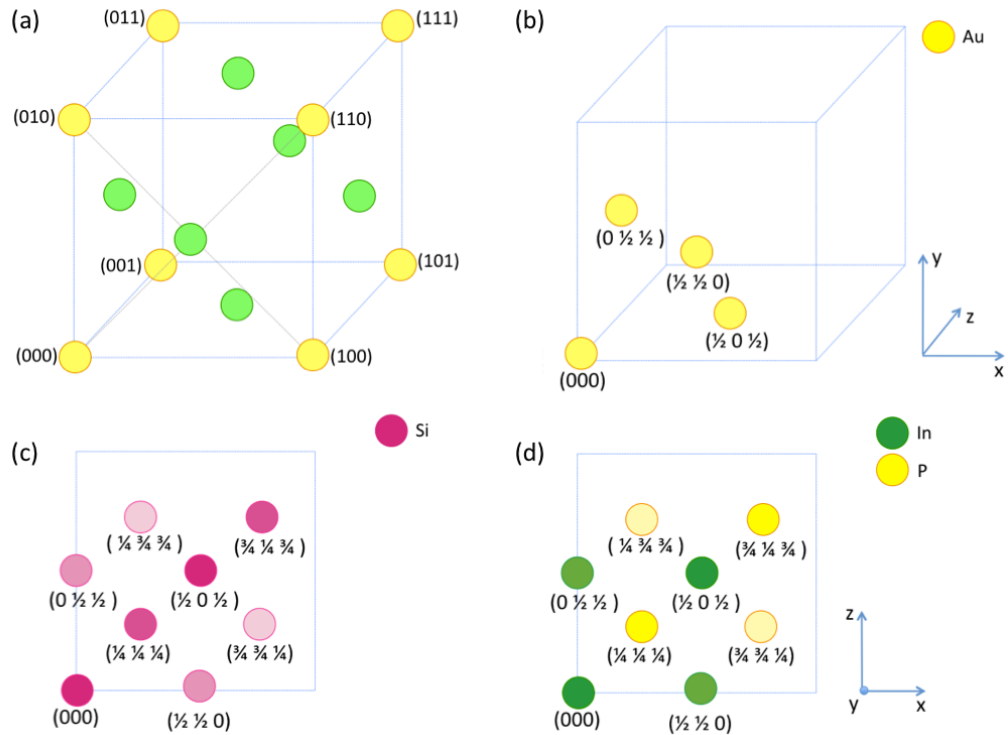 (a)
(011)
(111)
(010)
(110)
(001)
(101)
(000)
(100)
(b)
Au
(0 ½ ½ )
(½ ½ 0)
(½ 0 ½)
(000)
y
z
x
(c)
Si
( ¼ ¾ ¾ )
(¾ ¼ ¾)
(0 ½ ½ )
(½ 0 ½ )
(¼ ¼ ¼)
(¾ ¾ ¼)
(000)
(½ ½ 0)
(d)
In
P
( ¼ ¾ ¾ )
(¾ ¼ ¾)
(0 ½ ½ )
(½ 0 ½ )
(¼ ¼ ¼)
(¾ ¾ ¼)
(000)
(½ ½ 0)
z
y
x